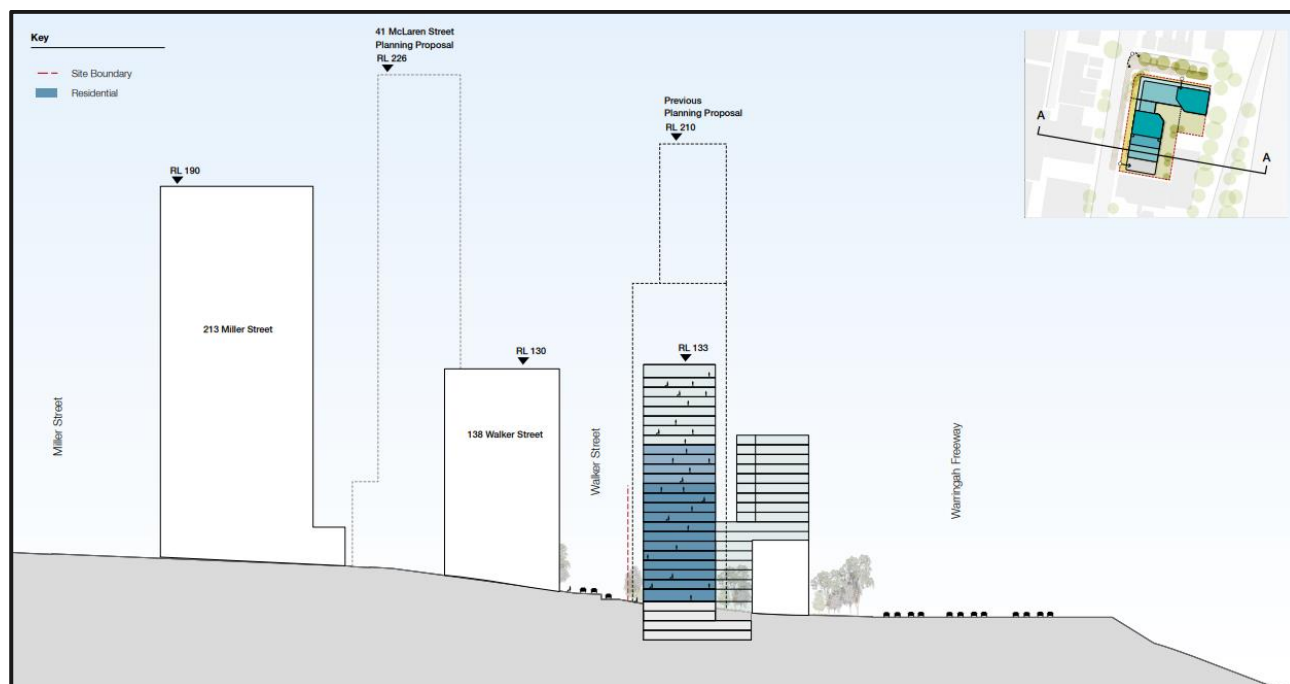 Key
Site Boundary
Residential
41 McLaren Street
Planning Proposal
RL 226
Previous
Planning Proposal
RL 210
A
A
RL 190
RL 130
RL 133
213 Miller Street
138 Walker Street
Miller Street
Walker Street
Warringah Freeway